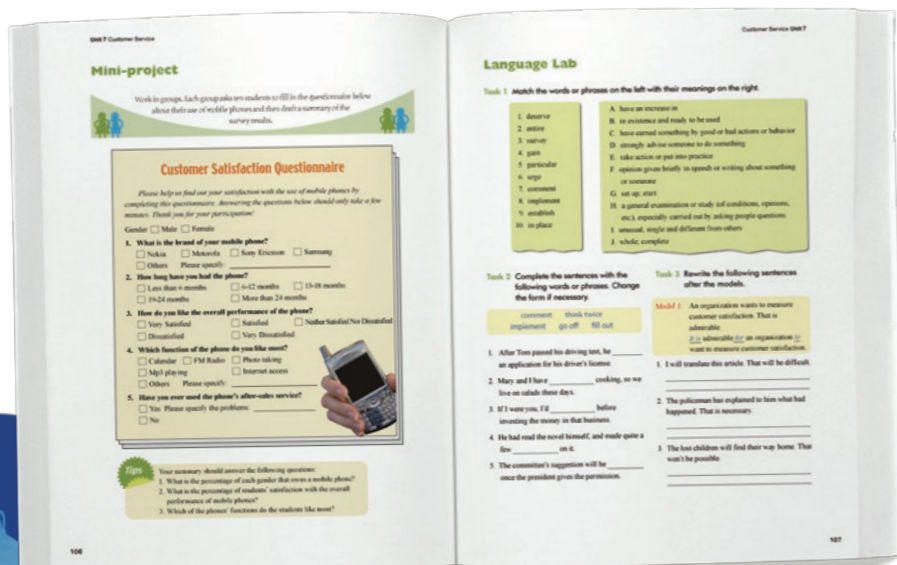 Unit 7 Customer Service
Mini-project
Work in groups. Each group asks ten students to fill in the questionnaire below
about their use of mobile phones and then draft a summary of the
survey results.
Customer Satisfaction Questionnaire
Please help us find out your satisfaction with the use of mobile phones by
completing this questionnaire. Answering the questions below should only take a few
minutes. Thank you for your participation!
Gender □ Male □ Female
1. What is the brand of your mobile phone?
□ Nokia □ Motorola □ Sony Ericsson □ Samsung
□ Others Please specify: ____
2. How long have you had the phone?
□ Less than 6 months □ 6-12 months □ 13-18 months
□ 19-24 months □ More than 24 months
3. How do you like the overall performance of the phone?
□ Very Satisfied □ Satisfied □ Neither Satisfied Nor Dissatisfied
□ Dissatisfied □ Very Dissatisfied
4. Which function of the phone do you like most?
□ Calendar □ FM Radio □ Photo taking
□ Mp3 playing □ Internet access
□ Others Please specify: ____
5. Have you ever used the phone's after-sales service?
□ Yes Please specify the problems: ____
□ No
Tips
Your summary should answer the following questions:
1. What is the percentage of each gender that owns a mobile phone?
2. What is the percentage of students' satisfaction with the overall
performance of mobile phones?
3. Which of the phones' functions do the students like most?
106
Customer Service Unit 7
Language Lab
Task 1 Match the words or phrases on the left with their meanings on the right.
1. deserve
2. entire
3. survey
4. gain
5. particular
6. urge
7. comment
8. implement
9. establish
10. in place
A. have an increase in
B. in existence and ready to be used
C. have earned something by good or bad actions or behavior
D. strongly advise someone to do something
E. take action or put into practice
F. opinion given briefly in speech or writing about something
or someone
G. set up, start
H. a general examination or study (of conditions, opinions,
etc.), especially carried out by asking people questions
I. unusual, single and different from others
J. whole, complete
Task 2 Complete the sentences with the
following words or phrases. Change
the form if necessary.
comment think twice
implement go off fill out
1. After Tom passed his driving test, he ____
an application for his driver's license.
2. Mary and I have ____ cooking, so we
live on salads these days.
3. If I were you, I'd ____ before
investing the money in that business.
4. He had read the novel himself, and made quite a
few ____ on it.
5. The committee's suggestion will be ____
once the president gives the permission.
Task 3 Rewrite the following sentences
after the models.
Model 1: An organization wants to measure
customer satisfaction. That is
admirable.
It is admirable for an organization to
want to measure customer satisfaction.
1. I will translate this article. That will be difficult.
2. The policeman has explained to him what had
happened. That is necessary.
3. The lost children will find their way home. That
won't be possible.
107